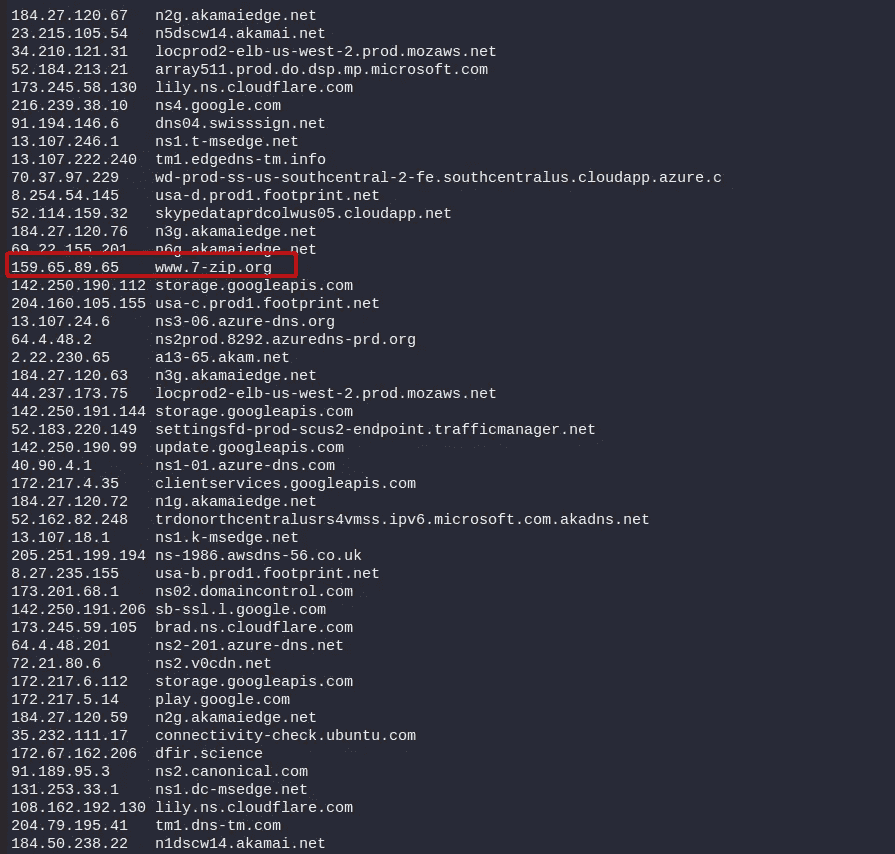 184.27.120.67 n2g.akamaiedge.net
23.215.105.54 n5dscw14.akamai.net
34.210.121.31 locprod2-elb-us-west-2.prod.mozaws.net
52.184.213.21 array511.prod.do.dsp.mp.microsoft.com
173.245.58.130 lily.ns.cloudflare.com
216.239.38.10 ns4.google.com
91.194.146.6 dns04.swisssign.net
13.107.246.1 ns1.t-msedge.net
13.107.222.240 tm1.edgedns-tm.info
70.37.97.229 wd-prod-ss-us-southcentral-2-fe.southcentralus.cloudapp.azure.c
8.254.54.145 usa-d.prod1.footprint.net
52.114.159.32 skypedataprdcolwus05.cloudapp.net
184.27.120.76 n3g.akamaiedge.net
69.22.155.201 n6g.akamaiedge.net
159.65.89.65 www.7-zip.org
142.250.190.112 storage.googleapis.com
204.160.105.155 usa-c.prod1.footprint.net
13.107.24.6 ns3-06.azure-dns.org
64.4.48.2 ns2prod.8292.azuredns-prd.org
2.22.230.65 a13-65.akam.net
184.27.120.63 n3g.akamaiedge.net
44.237.173.75 locprod2-elb-us-west-2.prod.mozaws.net
142.250.191.144 storage.googleapis.com
52.183.220.149 settingsfd-prod-scus2-endpoint.trafficmanager.net
142.250.190.99 update.googleapis.com
40.90.4.1 ns1-01.azure-dns.com
172.217.4.35 clientservices.googleapis.com
184.27.120.72 n1g.akamaiedge.net
52.162.82.248 trdonorthcentralusrs4vmss.ipv6.microsoft.com.akadns.net
13.107.18.1 ns1.k-msedge.net
205.251.199.194 ns-1986.awsdns-56.co.uk
8.27.235.155 usa-b.prod1.footprint.net
173.201.68.1 ns02.domaincontrol.com
142.250.191.206 sb-ssl.l.google.com
173.245.59.105 brad.ns.cloudflare.com
64.4.48.201 ns2-201.azure-dns.net
72.21.80.6 ns2.v0cdn.net
172.217.6.112 storage.googleapis.com
172.217.5.14 play.google.com
184.27.120.59 n2g.akamaiedge.net
35.232.111.17 connectivity-check.ubuntu.com
172.67.162.206 dfir.science
91.189.95.3 ns2.canonical.com
131.253.33.1 ns1.dc-msedge.net
108.162.192.130 lily.ns.cloudflare.com
204.79.195.41 tm1.dns-tm.com
184.50.238.22 n1dscw14.akamai.net